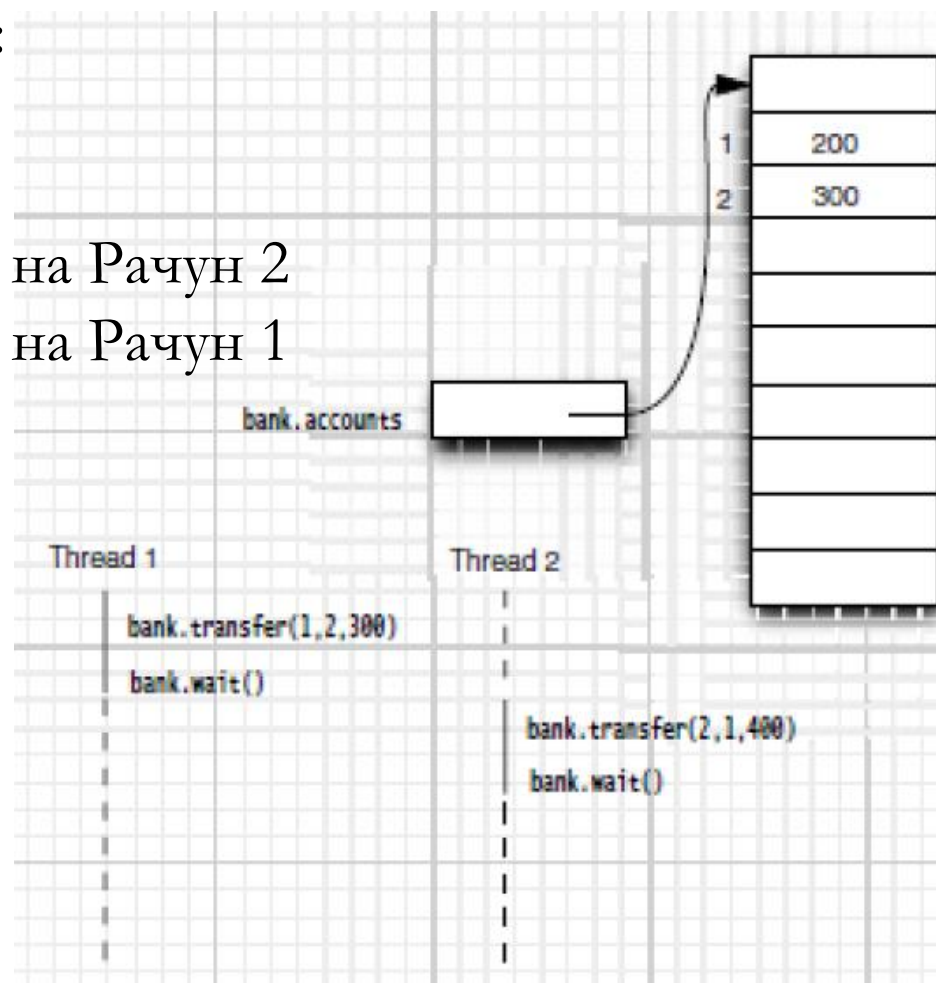 :
1 200
2 300
на Рачун 2
на Рачун 1
bank.accounts
Thread 1
Thread 2
bank.transfer(1,2,300)
bank.wait()
bank.transfer(2,1,400)
bank.wait()